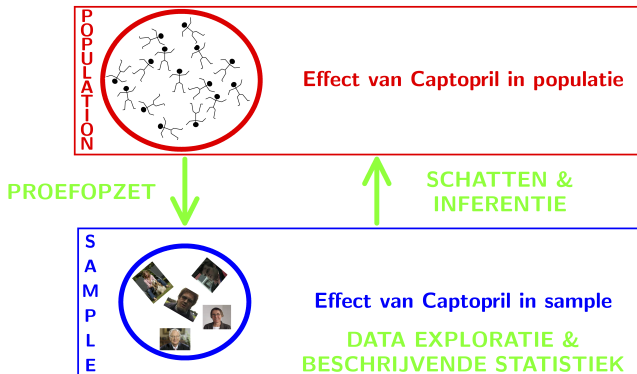 POPULATION
Effect van Captopril in populatie
PROEFOPZET
SCHATTEN &
INFERENTIE
SAMPLE
Effect van Captopril in sample
DATA EXPLORATIE &
BESCHRIJVENDE STATISTIEK